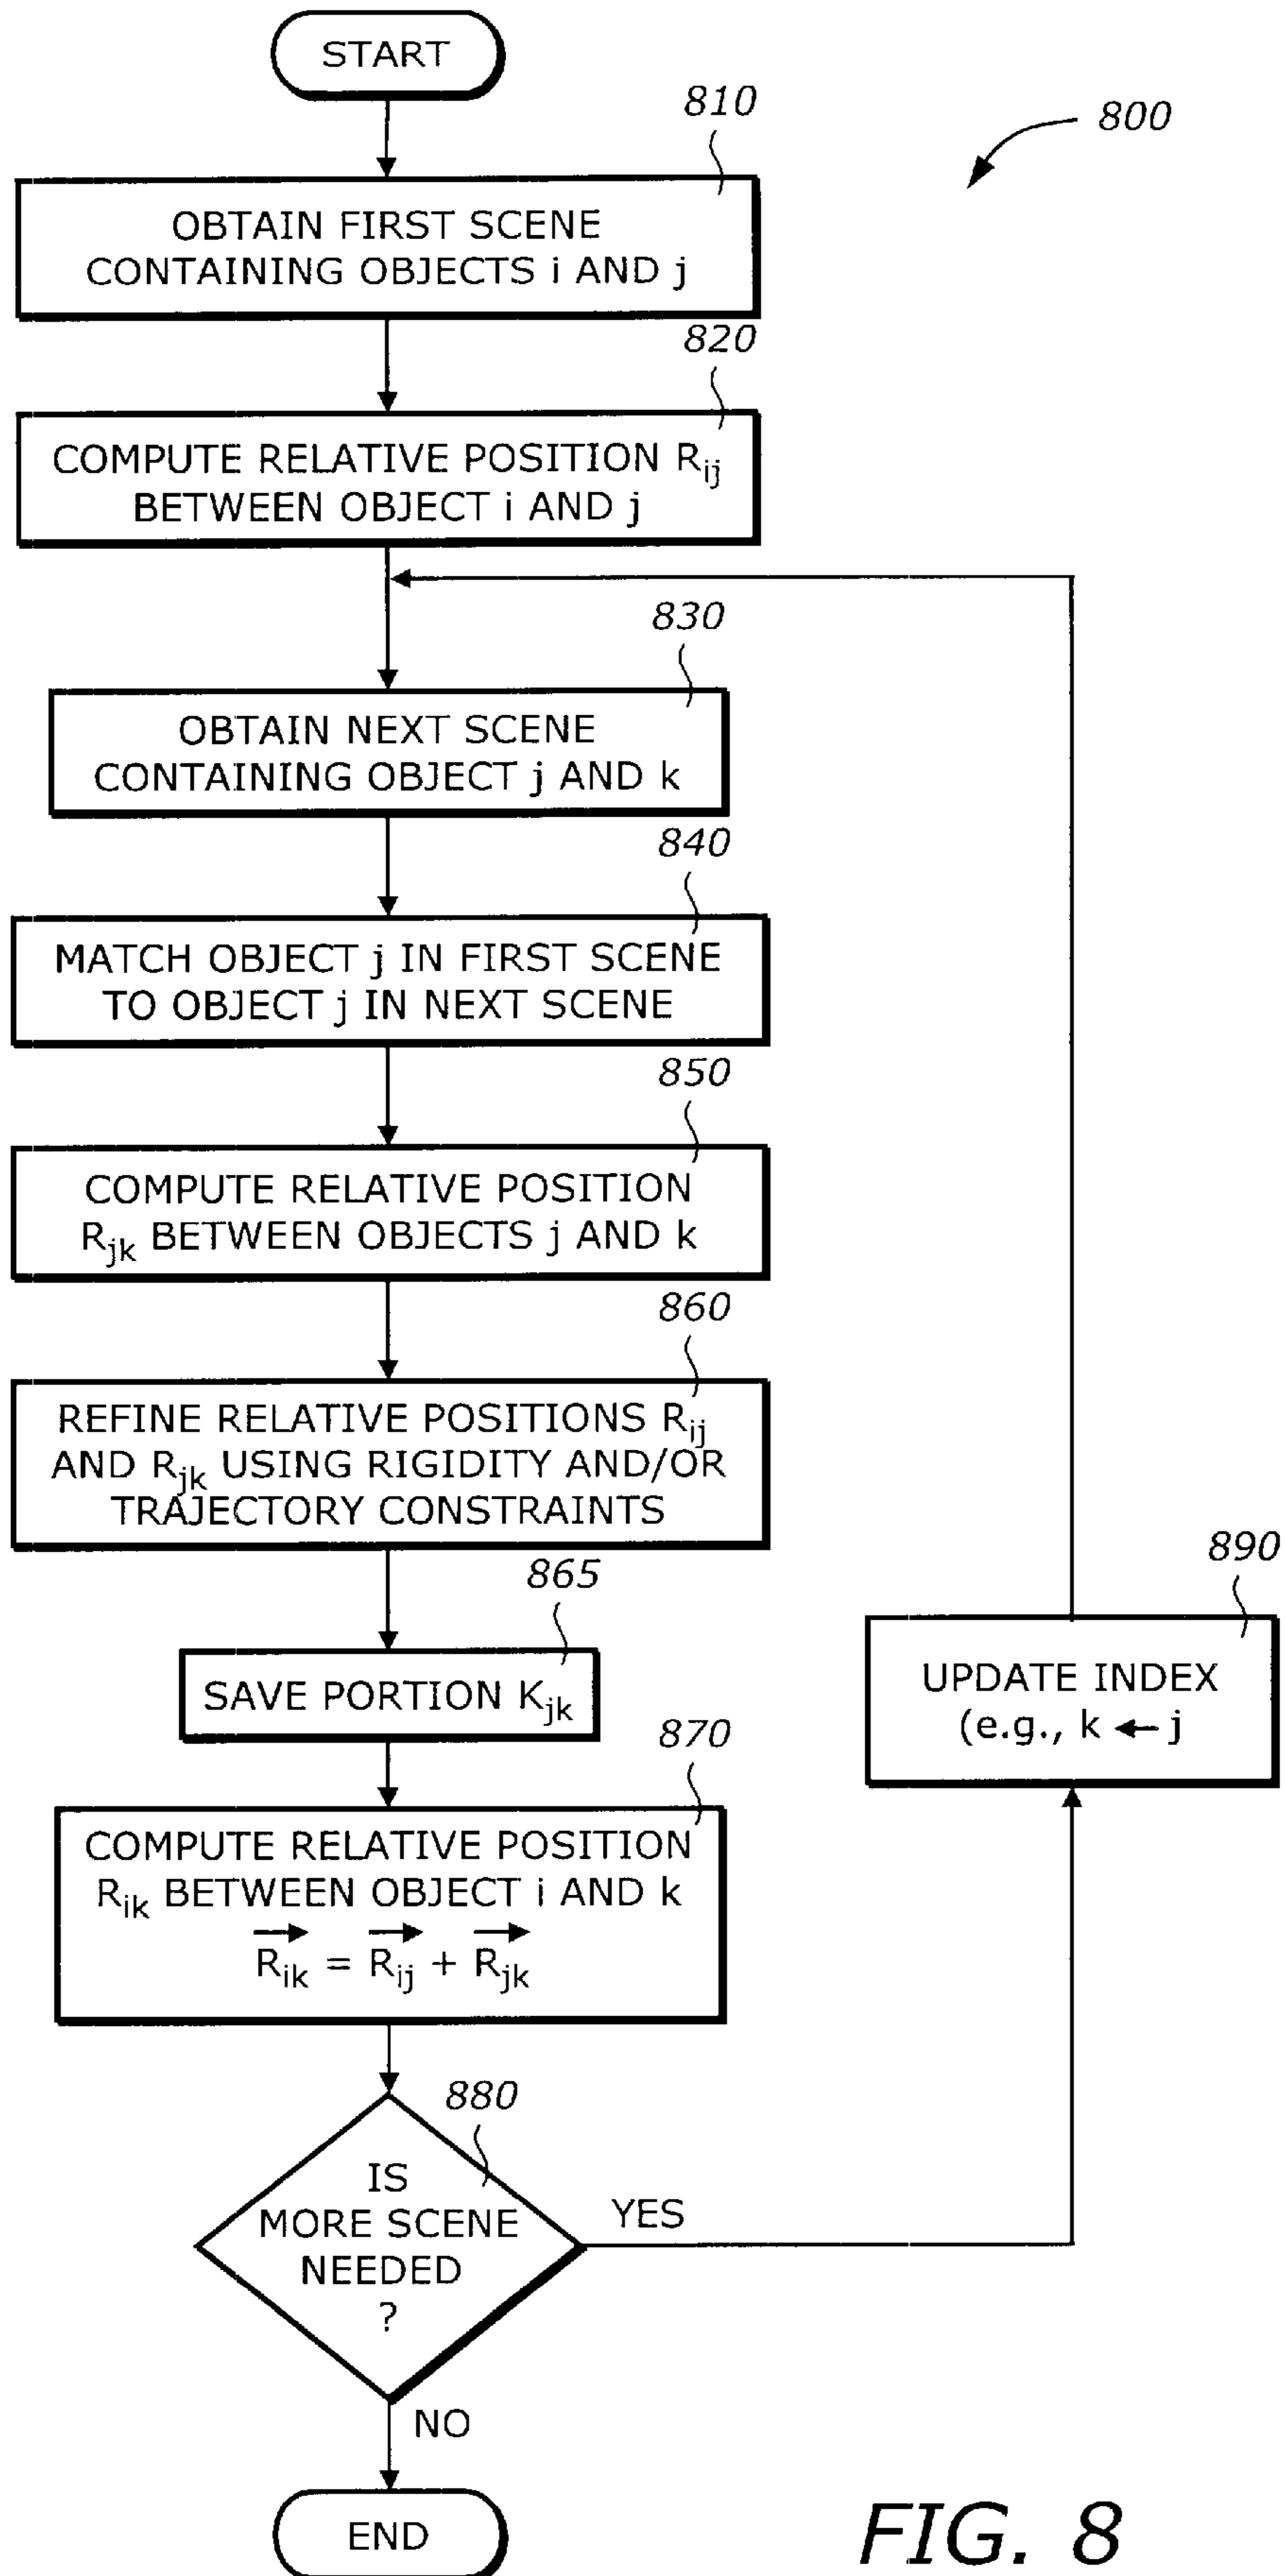 START
810
800
OBTAIN FIRST SCENE
CONTAINING OBJECTS i AND j
820
COMPUTE RELATIVE POSITION Rij
BETWEEN OBJECT i AND j
830
OBTAIN NEXT SCENE
CONTAINING OBJECT j AND k
840
MATCH OBJECT j IN FIRST SCENE
TO OBJECT j IN NEXT SCENE
850
COMPUTE RELATIVE POSITION
Rjk BETWEEN OBJECTS j AND k
860
REFINE RELATIVE POSITIONS Rij
AND Rjk USING RIGIDITY AND/OR
TRAJECTORY CONSTRAINTS
865
SAVE PORTION Kjk
890
UPDATE INDEX
(e.g., k ← j
870
COMPUTE RELATIVE POSITION
Rik BETWEEN OBJECT i AND k
Rik = Rij + Rjk
880
IS
MORE SCENE
NEEDED
?
YES
NO
END
FIG. 8